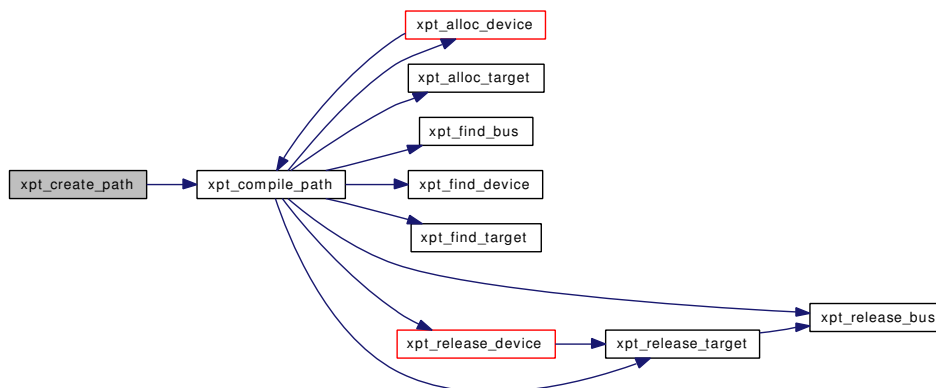 xpt_alloc_device
xpt_alloc_target
xpt_find_bus
xpt_create_path
xpt_compile_path
xpt_find_device
xpt_find_target
xpt_release_bus
xpt_release_device
xpt_release_target